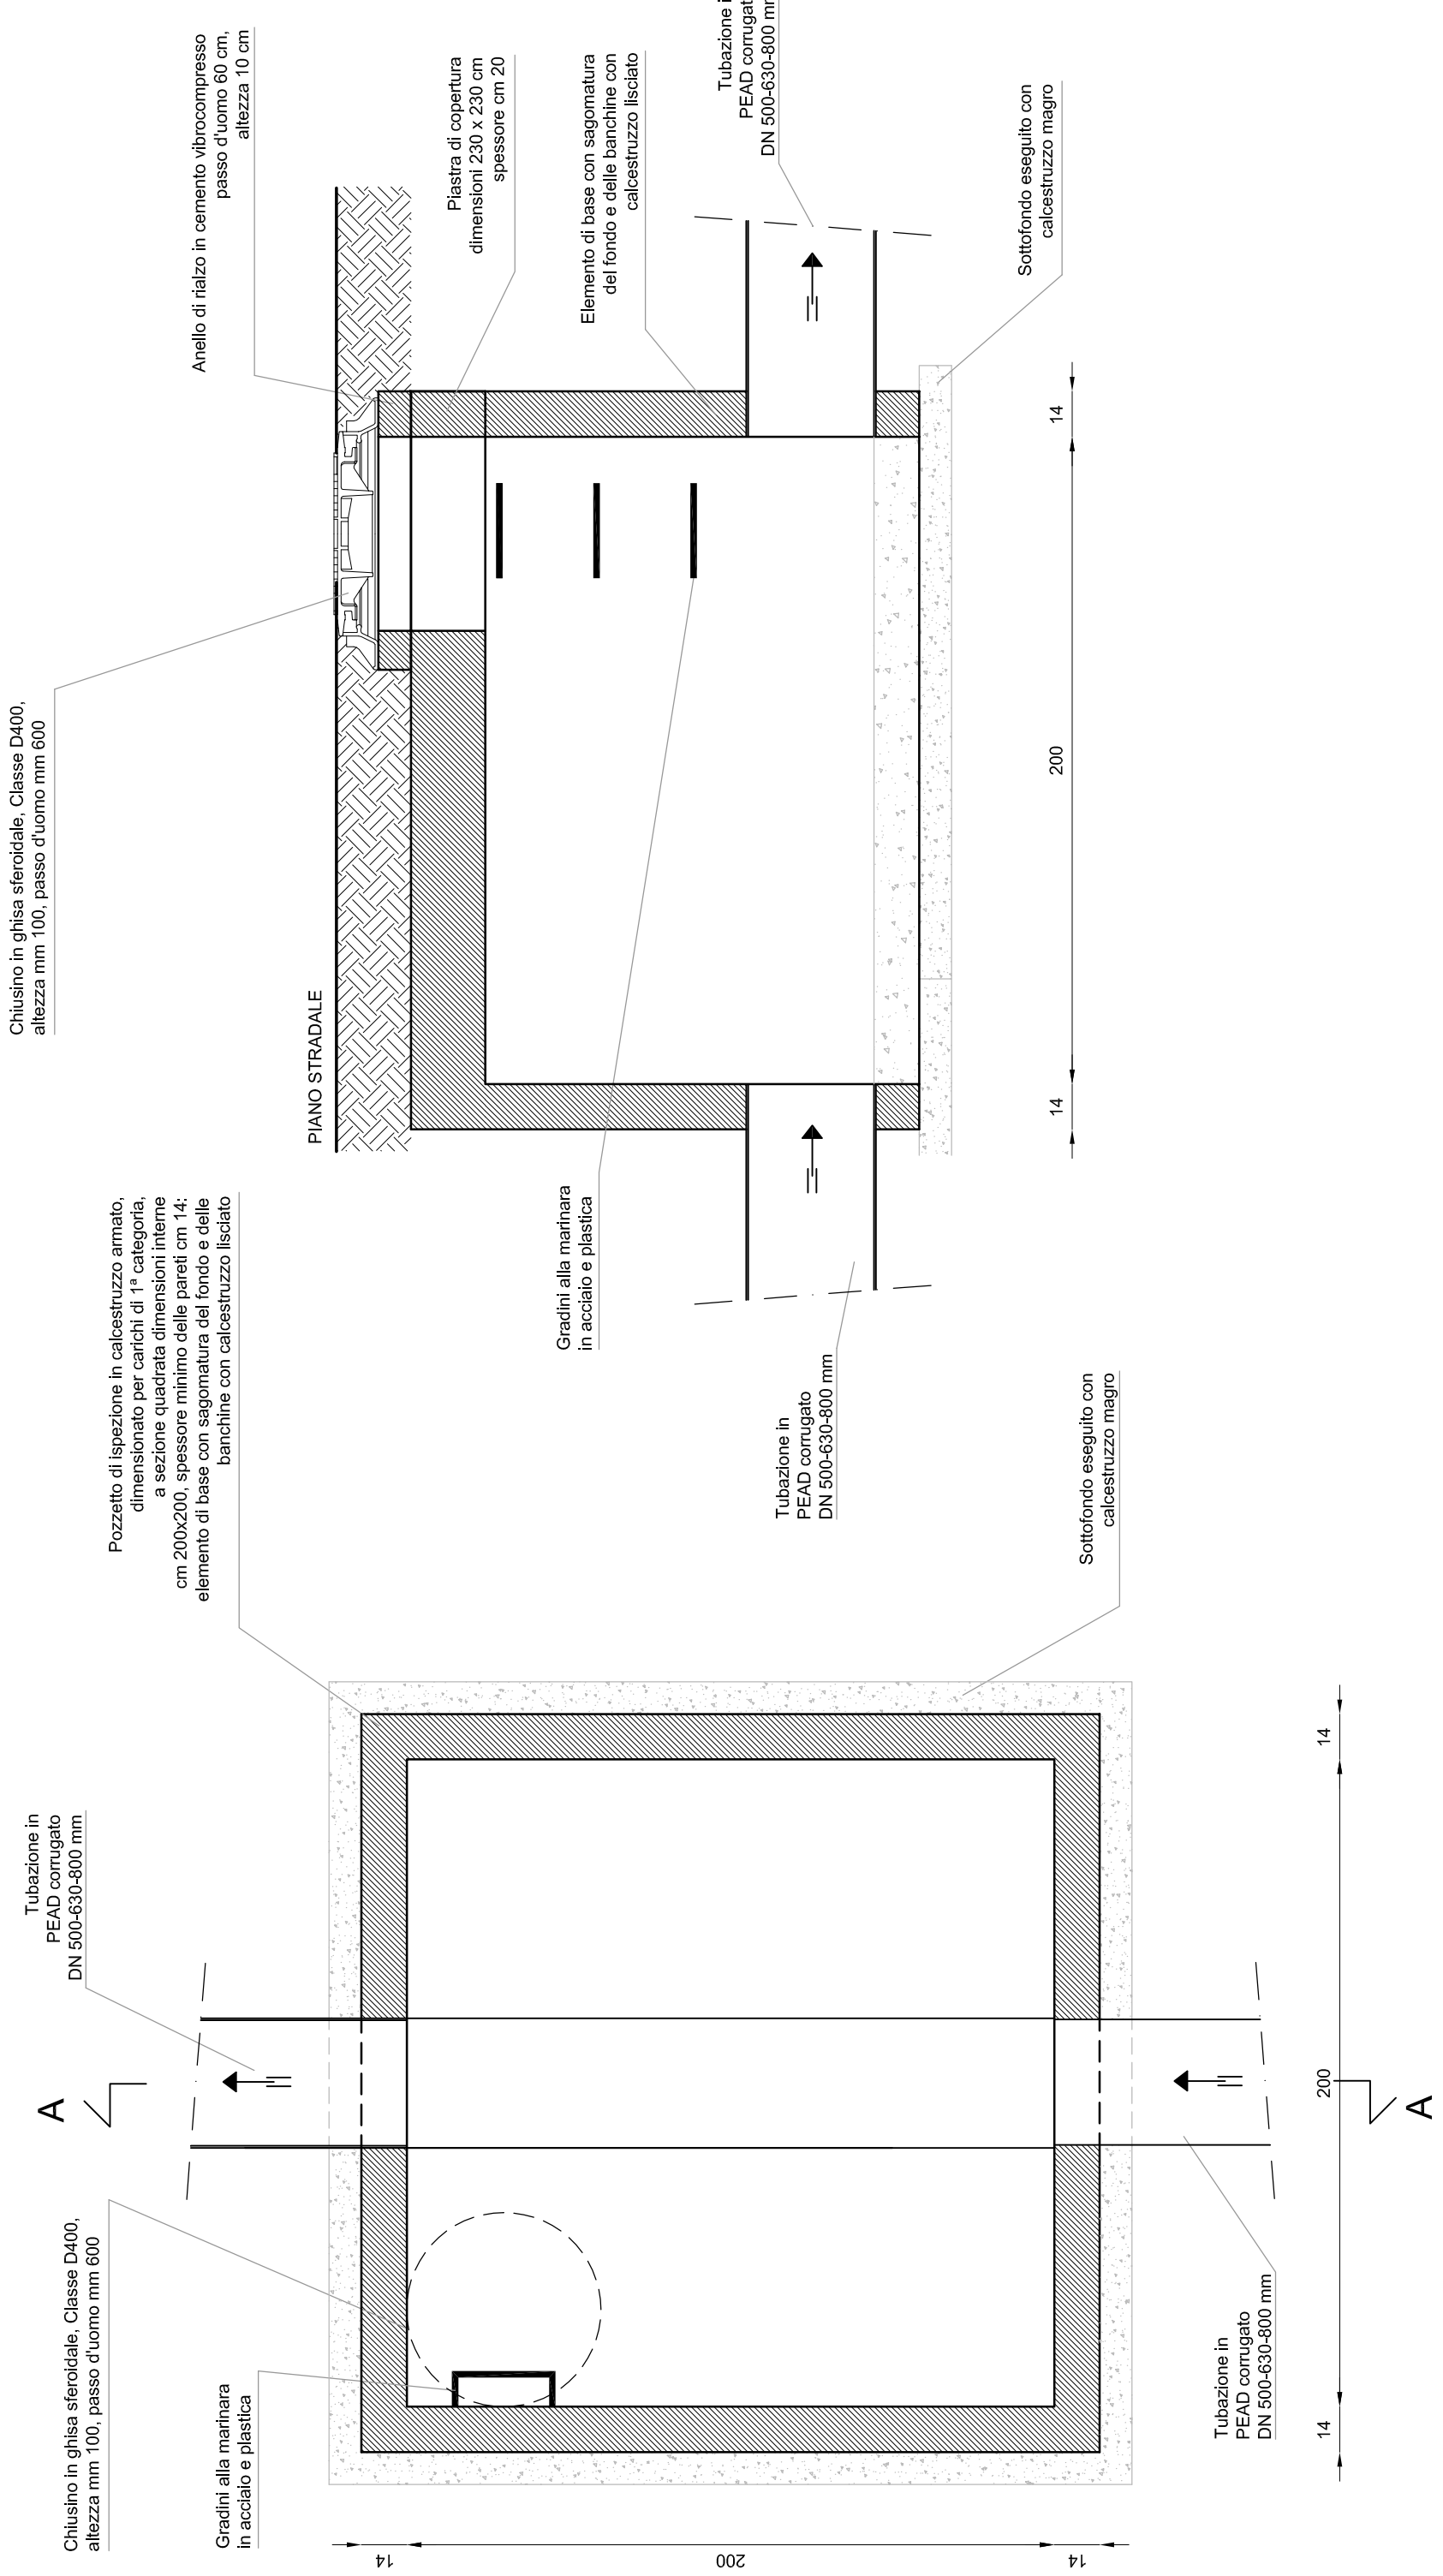 Chiusino in ghisa sferoidale, Classe D400,
altezza mm 100, passo d'uomo mm 600
Gradini alla marinara
in acciaio e plastica
Tubazione in
PEAD corrugato
DN 500-630-800 mm
Pozzetto di ispezione in calcestruzzo armato,
dimensionato per carichi di 1ª categoria,
a sezione quadrata dimensioni interne
cm 200x200, spessore minimo delle pareti cm 14:
elemento di base con sagomatura del fondo e delle
banchine con calcestruzzo lisciato
A
A
Tubazione in
PEAD corrugato
DN 500-630-800 mm
Sottofondo eseguito con
calcestruzzo magro
14
200
14
14
200
14
Chiusino in ghisa sferoidale, Classe D400,
altezza mm 100, passo d'uomo mm 600
Anello di rialzo in cemento vibrocompresso
passo d'uomo 60 cm,
altezza 10 cm
PIANO STRADALE
Piastra di copertura
dimensioni 230 x 230 cm
spessore cm 20
Elemento di base con sagomatura
del fondo e delle banchine con
calcestruzzo lisciato
Gradini alla marinara
in acciaio e plastica
Tubazione i
PEAD corrugat
DN 500-630-800 m
Tubazione in
PEAD corrugato
DN 500-630-800 mm
Sottofondo eseguito con
calcestruzzo magro
14
200
14